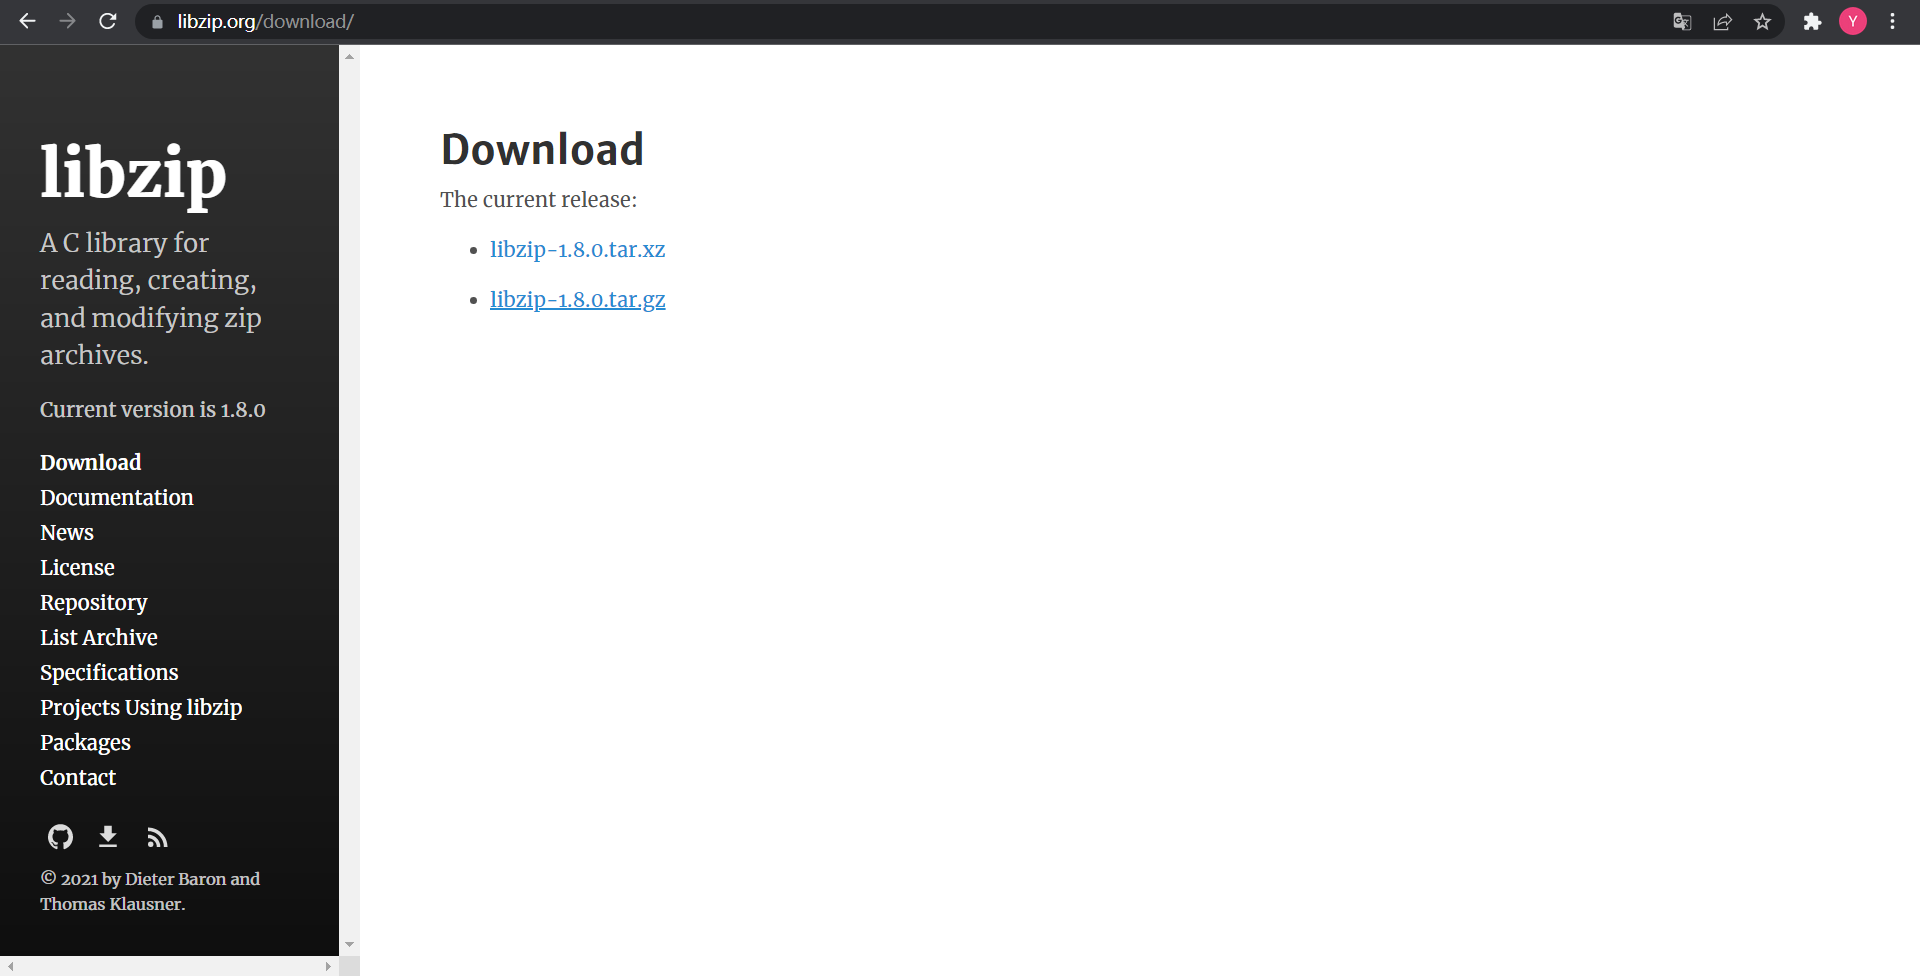 libzip.org/download/
Y
libzip
A C library for
reading, creating,
and modifying zip
archives.
Current version is 1.8.0
Download
Documentation
News
License
Repository
List Archive
Specifications
Projects Using libzip
Packages
Contact
© 2021 by Dieter Baron and
Thomas Klausner.
Download
The current release:
• libzip-1.8.0.tar.xz
• libzip-1.8.0.tar.gz